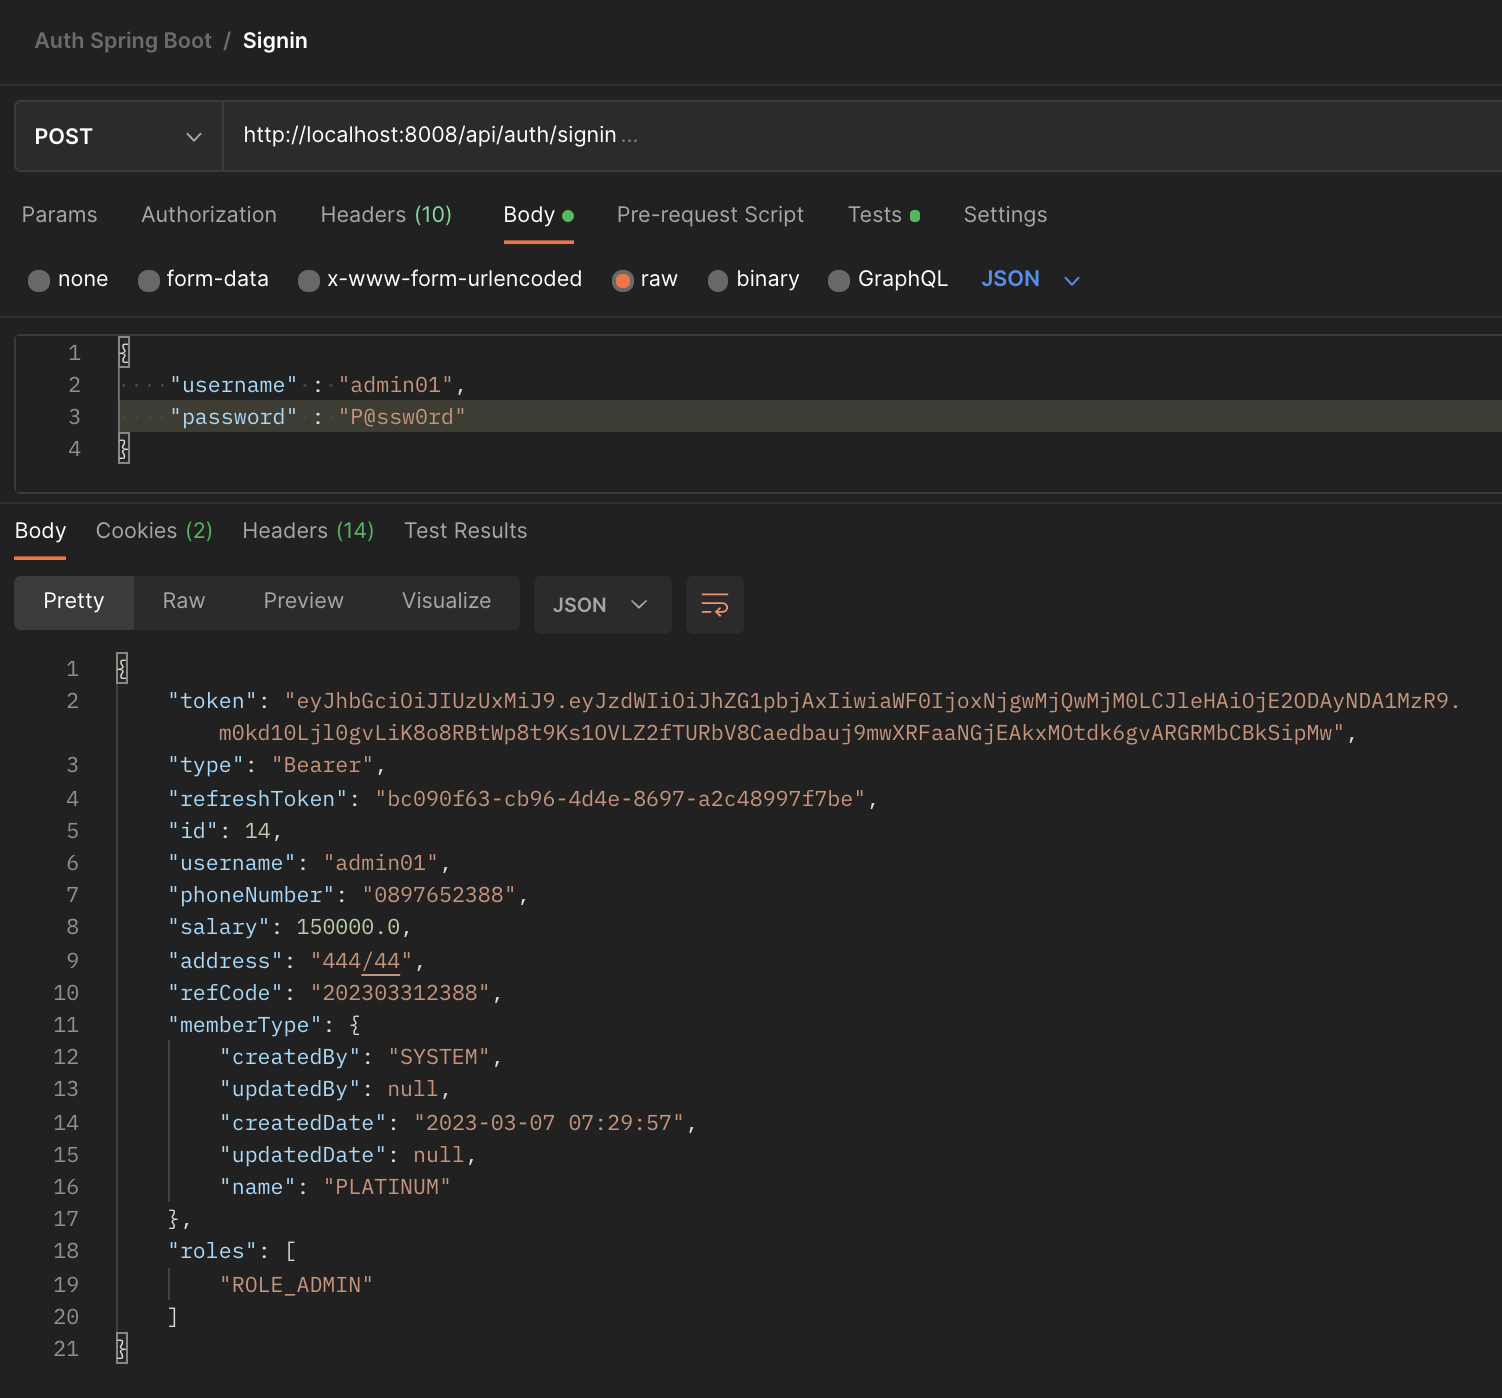 Auth Spring Boot / Signin
POST http://localhost:8008/api/auth/signin ...
Params Authorization Headers (10) Body Pre-request Script Tests Settings
none form-data x-www-form-urlencoded raw binary GraphQL JSON
1 {
2 "username" : "admin01",
3 "password" : "P@ssw0rd"
4 }
Body Cookies (2) Headers (14) Test Results
Pretty Raw Preview Visualize JSON
1 {
2 "token": "eyJhbGciOiJIUzUxMiJ9.eyJzdWIiOiJhZG1pbjAxIiwiaWF0IjoxNjgwMjQwMjM0LCJleHAiOjE2ODAyNDA1MzR9.
m0kd10Ljl0gvLiK8o8RBtWp8t9Ks1OVLZ2fTURbV8Caedbauj9mwXRFaaNGjEAkxMOtdk6gvARGRMbCBkSipMw",
3 "type": "Bearer",
4 "refreshToken": "bc090f63-cb96-4d4e-8697-a2c48997f7be",
5 "id": 14,
6 "username": "admin01",
7 "phoneNumber": "0897652388",
8 "salary": 150000.0,
9 "address": "444/44",
10 "refCode": "202303312388",
11 "memberType": {
12 "createdBy": "SYSTEM",
13 "updatedBy": null,
14 "createdDate": "2023-03-07 07:29:57",
15 "updatedDate": null,
16 "name": "PLATINUM"
17 },
18 "roles": [
19 "ROLE_ADMIN"
20 ]
21 }